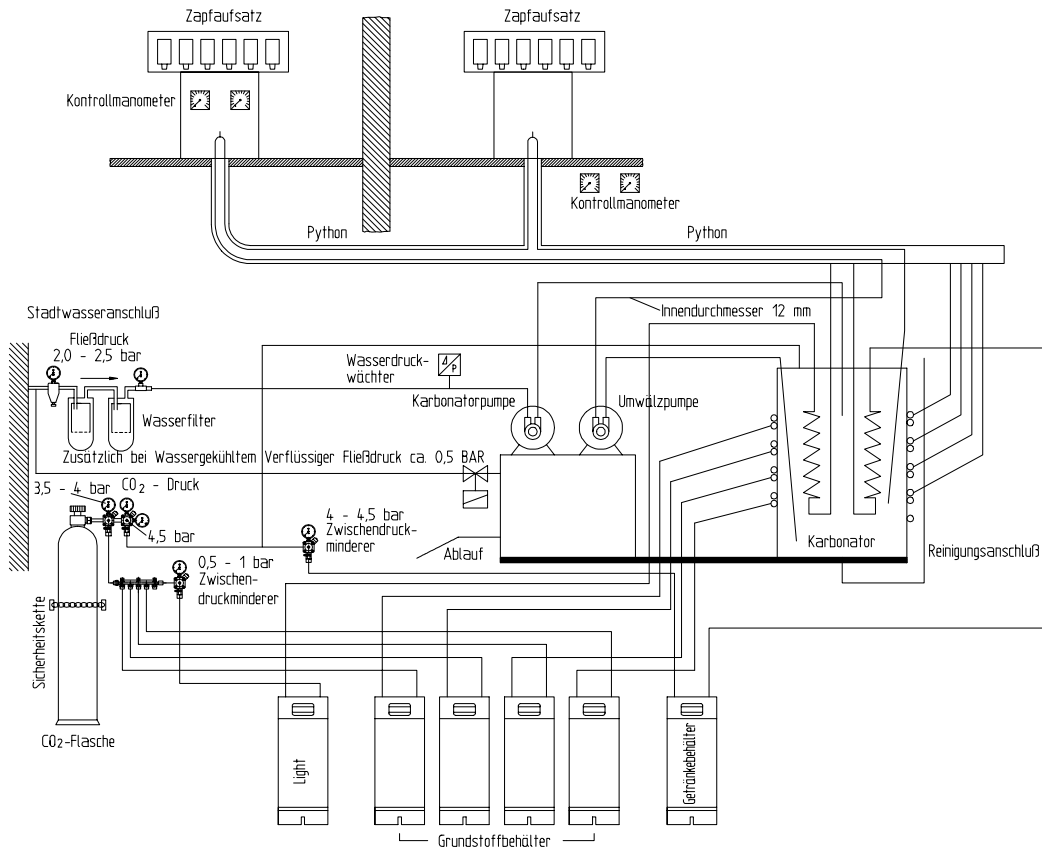 Zapfaufsatz
Zapfaufsatz
Kontrollmanometer
Kontrollmanometer
Python
Python
Stadtwasseranschluß
Fließdruck
2,0 - 2,5 bar
Innendurchmesser 12 mm
Wasserdruck-
wächter
Δ/P
Karbonatorpumpe
Umwälzpumpe
Wasserfilter
Zusätzlich bei Wassergekühltem Verflüssiger Fließdruck ca. 0,5 BAR
3,5 - 4 bar
CO2 - Druck
4,5 bar
4 - 4,5 bar
Zwischendruck-
minderer
Ablauf
Karbonator
Reinigungsanschluß
0,5 - 1 bar
Zwischen-
druckminderer
Sicherheitskette
CO2-Flasche
Light
Getränkebehälter
Grundstoffbehälter